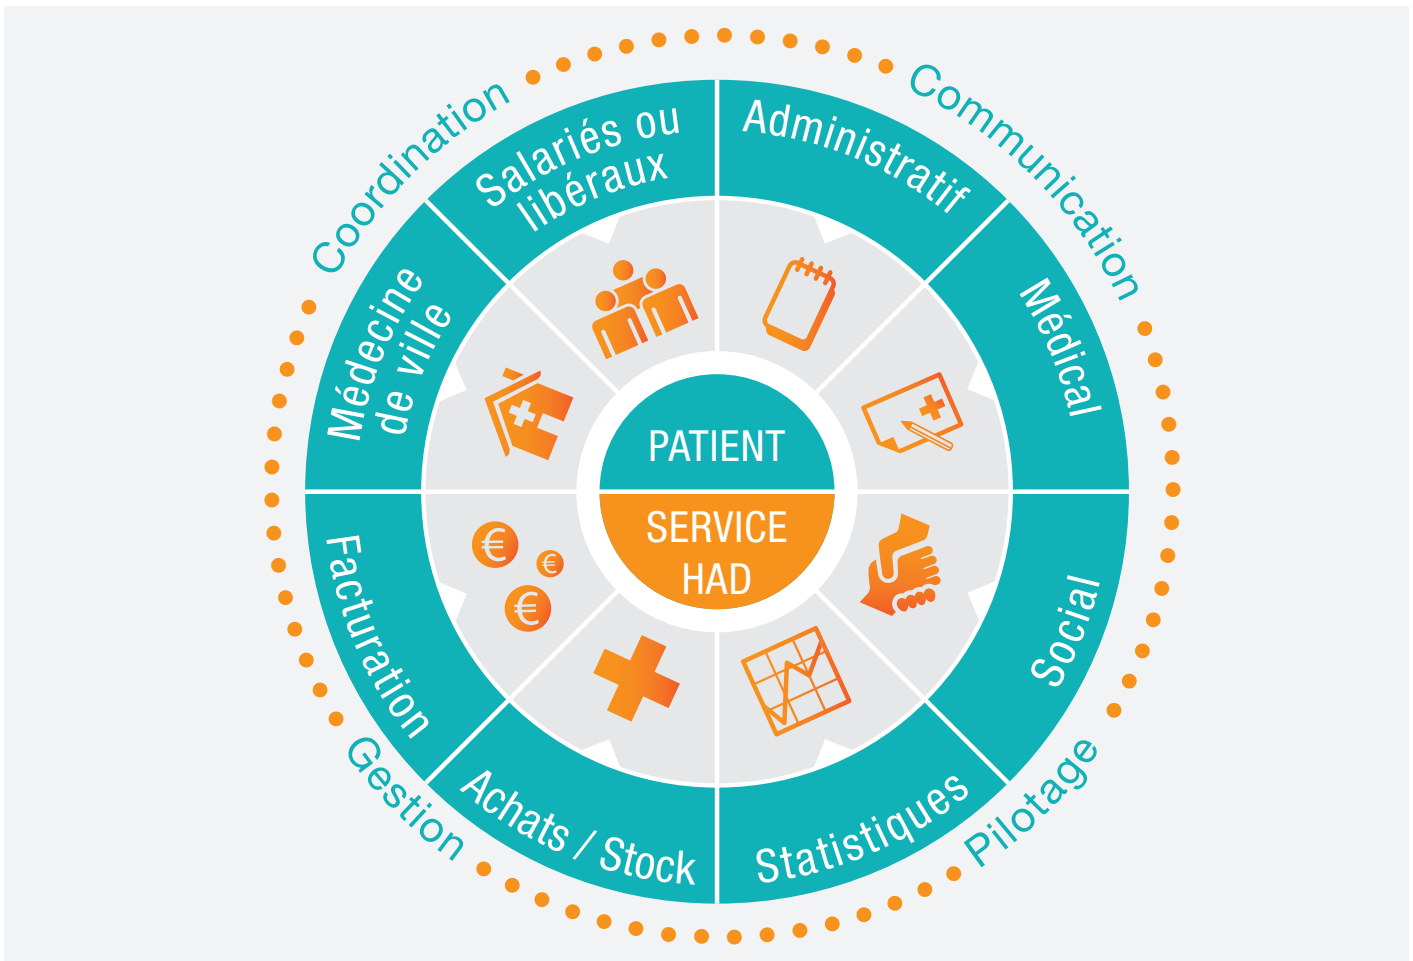 Coordination
Communication
Salariés ou
libéraux
Administratif
Médecine
de ville
Médical
PATIENT
SERVICE
HAD
€
€
€
Facturation
Social
Achats / Stock
Statistiques
Gestion
Pilotage